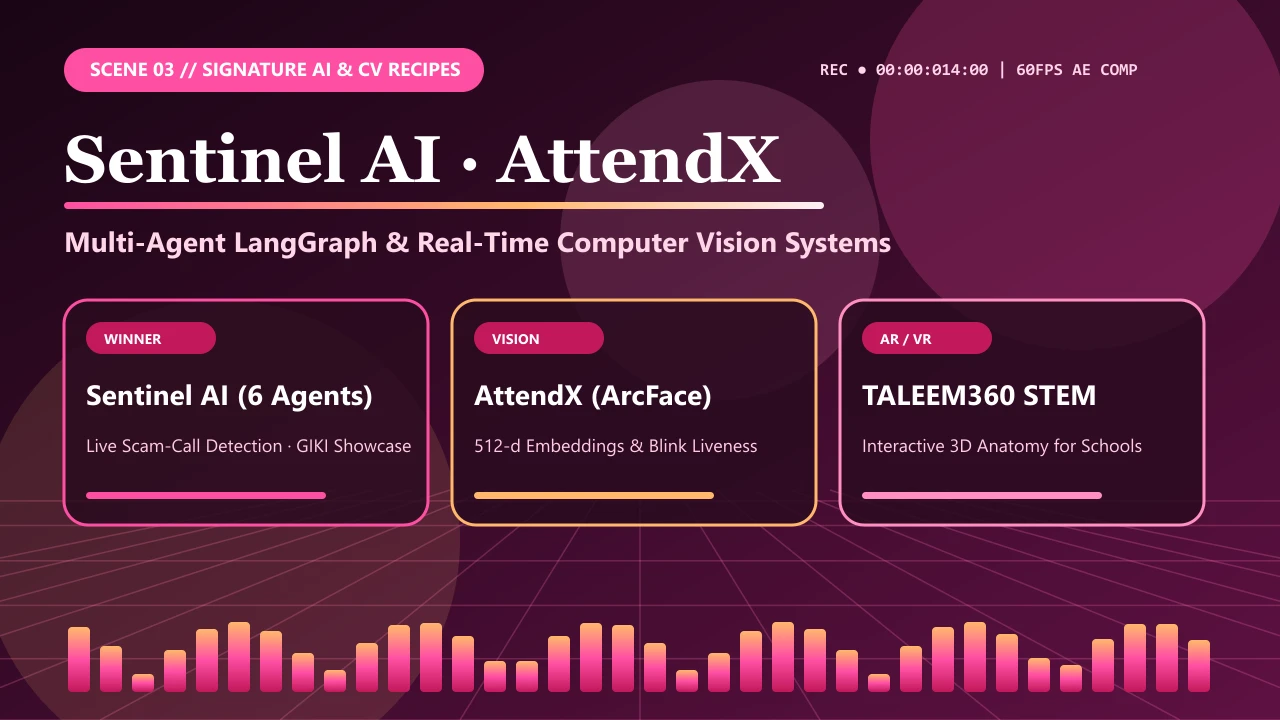 SCENE 03 // SIGNATURE AI & CV RECIPES
REC ● 00:00:014:00 | 60FPS AE COMP
Sentinel AI · AttendX
Multi-Agent LangGraph & Real-Time Computer Vision Systems
WINNER
Sentinel AI (6 Agents)
Live Scam-Call Detection · GIKI Showcase
VISION
AttendX (ArcFace)
512-d Embeddings & Blink Liveness
AR / VR
TALEEM360 STEM
Interactive 3D Anatomy for Schools